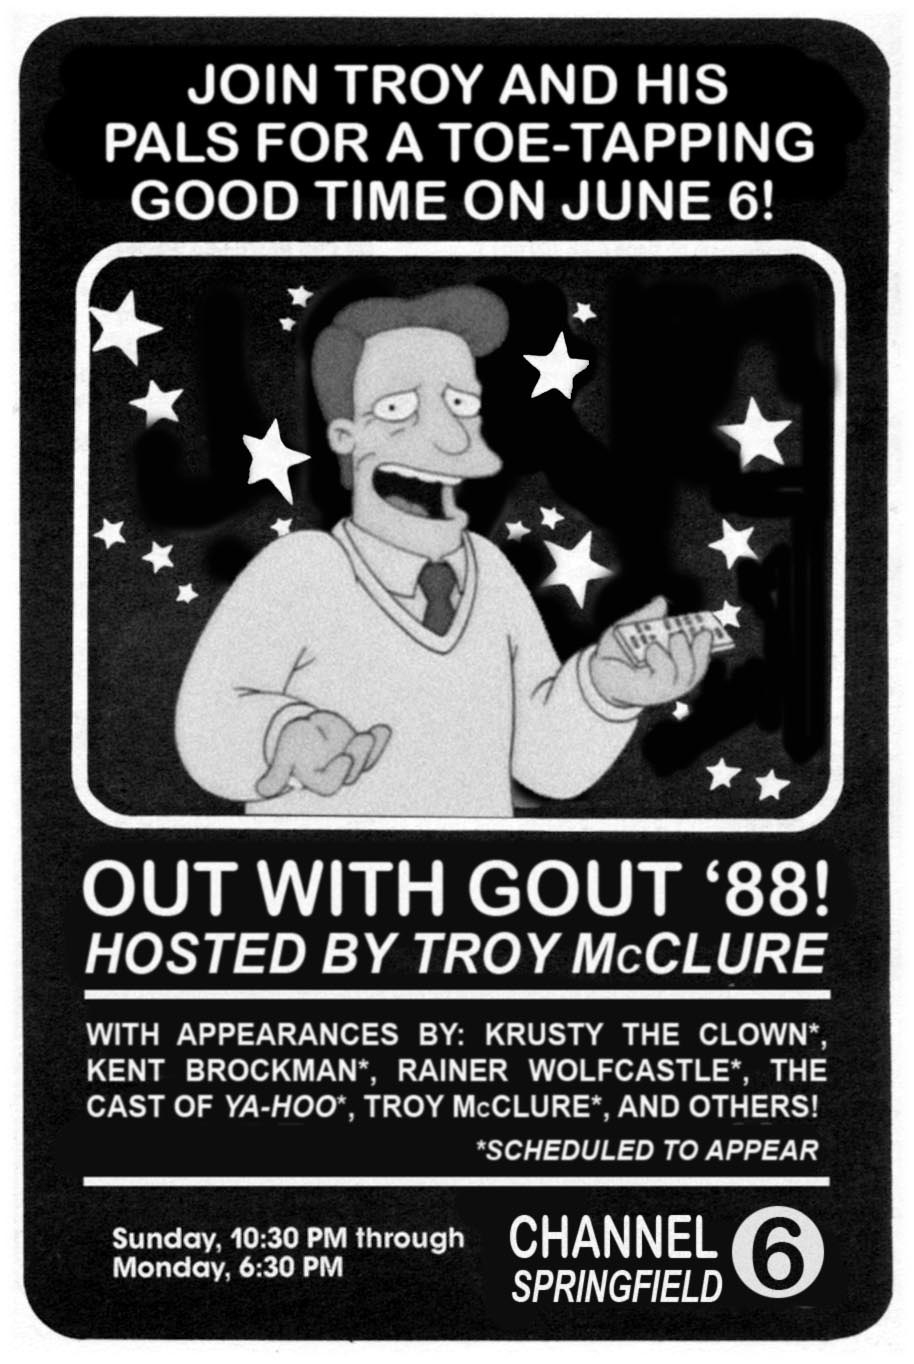 JOIN TROY AND HIS
PALS FOR A TOE-TAPPING
GOOD TIME ON JUNE 6!
OUT WITH GOUT ‘88!
HOSTED BY TROY McCLURE
WITH APPEARANCES BY: KRUSTY THE CLOWN*,
KENT BROCKMAN*, RAINER WOLFCASTLE*, THE
CAST OF YA-HOO*, TROY McCLURE*, AND OTHERS!
*SCHEDULED TO APPEAR
Sunday, 10:30 PM through
Monday, 6:30 PM
CHANNEL 6
SPRINGFIELD